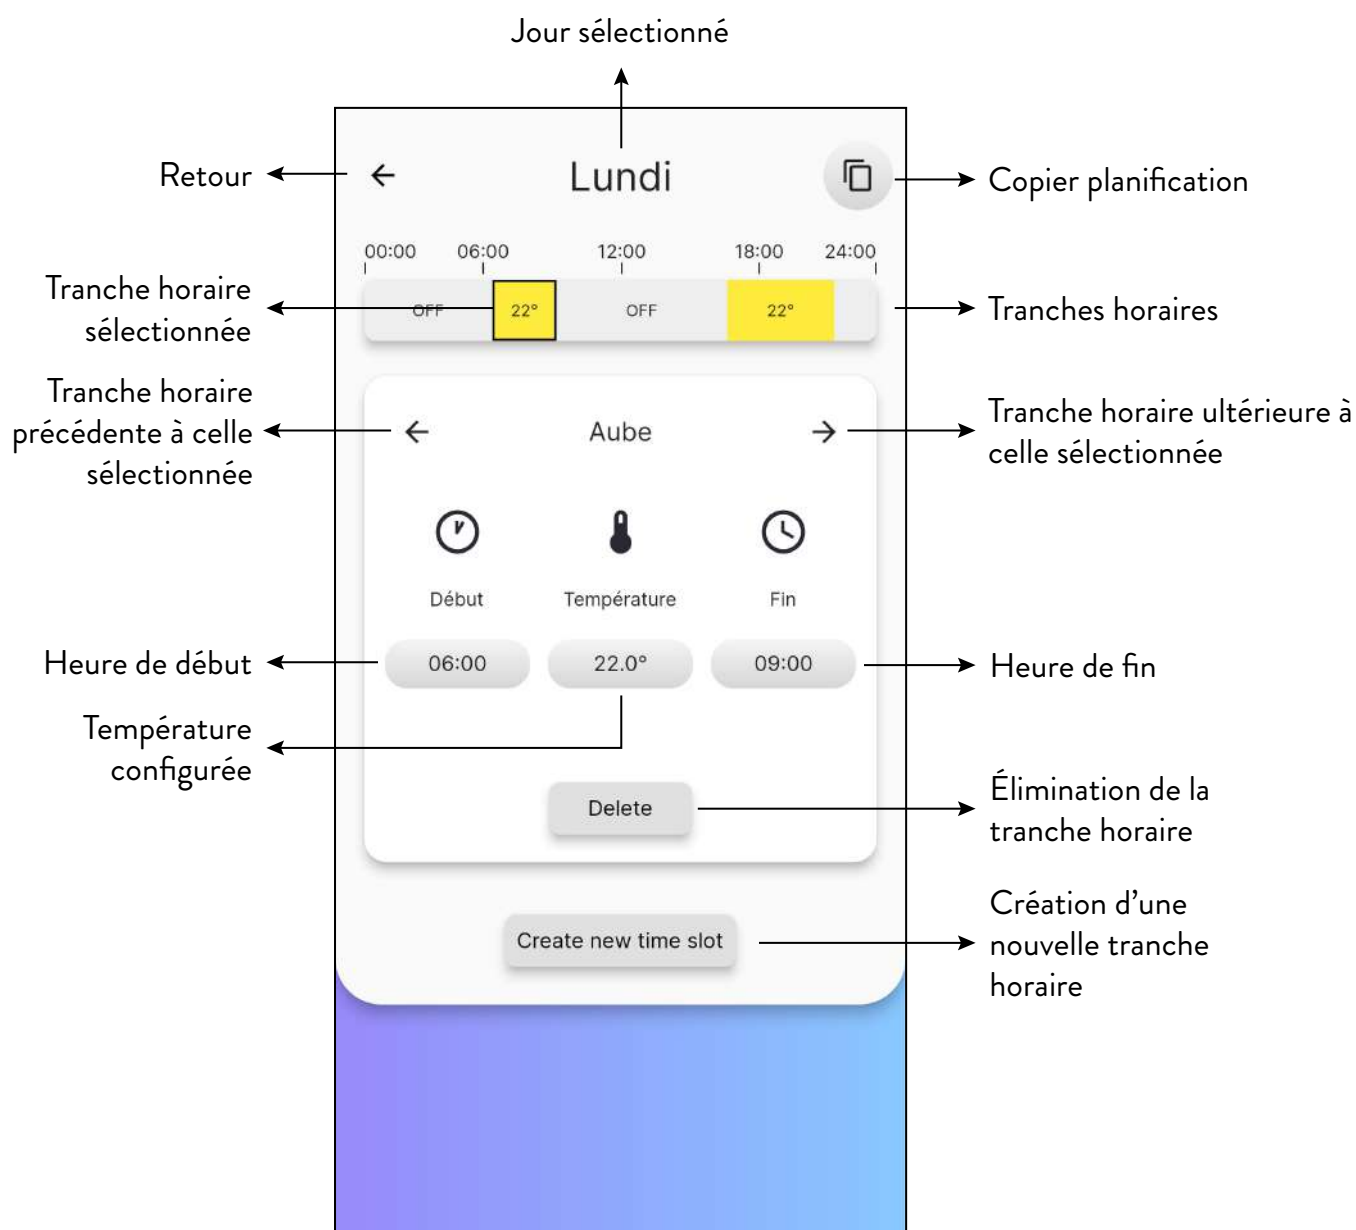 Jour sélectionné
Retour
Lundi
Copier planification
00:00 06:00 12:00 18:00 24:00
Tranche horaire
sélectionnée
OFF 22° OFF 22°
Tranches horaires
Tranche horaire
précédente à celle
sélectionnée
Aube
Tranche horaire ultérieure à
celle sélectionnée
Début Température Fin
Heure de début
06:00 22.0° 09:00
Heure de fin
Température
configurée
Delete
Élimination de la
tranche horaire
Create new time slot
Création d’une
nouvelle tranche
horaire